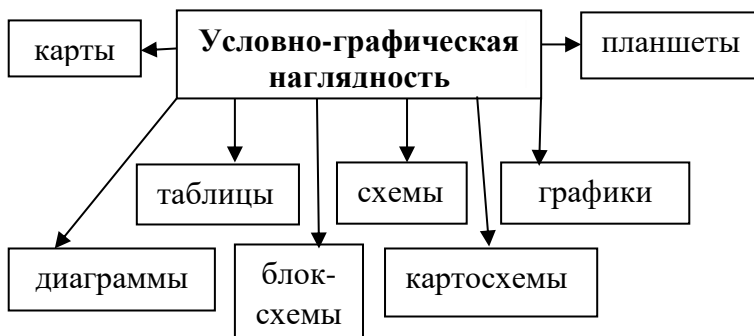 карты
Условно-графическая
наглядность
планшеты
таблицы
схемы
графики
диаграммы
блок-
схемы
картосхемы